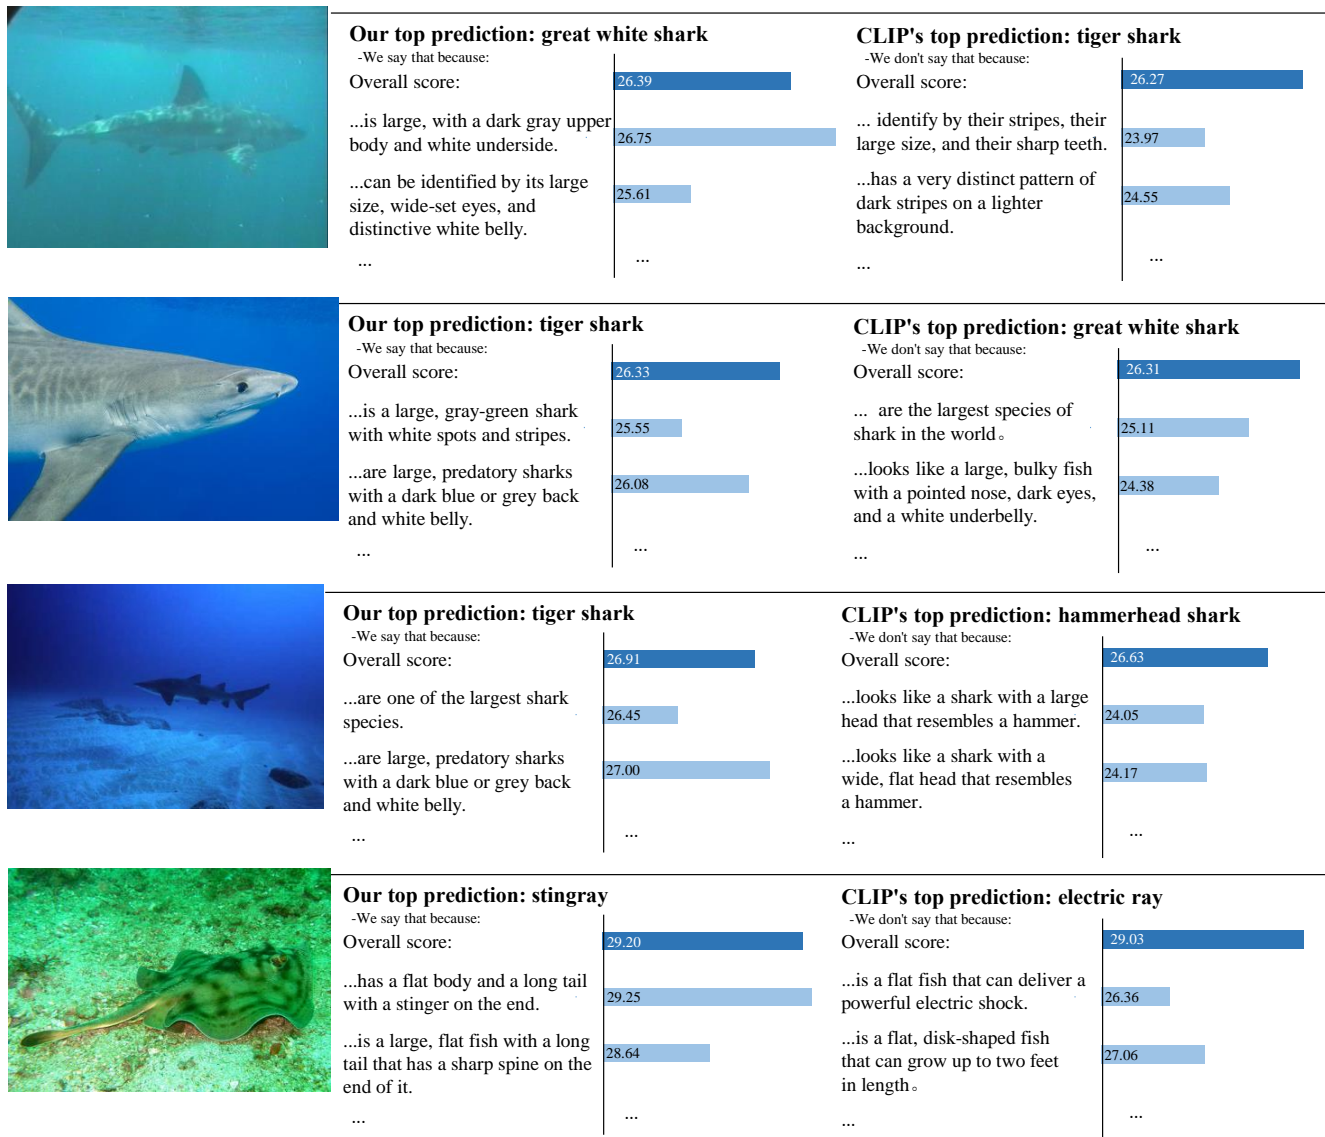 Our top prediction: great white shark
-We say that because:
Overall score:
26.39
...is large, with a dark gray upper
body and white underside.
26.75
...can be identified by its large
size, wide-set eyes, and
distinctive white belly.
25.61
...
...
CLIP's top prediction: tiger shark
-We don't say that because:
Overall score:
26.27
... identify by their stripes, their
large size, and their sharp teeth.
23.97
...has a very distinct pattern of
dark stripes on a lighter
background.
24.55
...
...
Our top prediction: tiger shark
-We say that because:
Overall score:
26.33
...is a large, gray-green shark
with white spots and stripes.
25.55
...are large, predatory sharks
with a dark blue or grey back
and white belly.
26.08
...
...
CLIP's top prediction: great white shark
-We don't say that because:
Overall score:
26.31
... are the largest species of
shark in the world。
25.11
...looks like a large, bulky fish
with a pointed nose, dark eyes,
and a white underbelly.
24.38
...
...
Our top prediction: tiger shark
-We say that because:
Overall score:
26.91
...are one of the largest shark
species.
26.45
...are large, predatory sharks
with a dark blue or grey back
and white belly.
27.00
...
...
CLIP's top prediction: hammerhead shark
-We don't say that because:
Overall score:
26.63
...looks like a shark with a large
head that resembles a hammer.
24.05
...looks like a shark with a
wide, flat head that resembles
a hammer.
24.17
...
...
Our top prediction: stingray
-We say that because:
Overall score:
29.20
...has a flat body and a long tail
with a stinger on the end.
29.25
...is a large, flat fish with a long
tail that has a sharp spine on the
end of it.
28.64
...
...
CLIP's top prediction: electric ray
-We don't say that because:
Overall score:
29.03
...is a flat fish that can deliver a
powerful electric shock.
26.36
...is a flat, disk-shaped fish
that can grow up to two feet
in length。
27.06
...
...